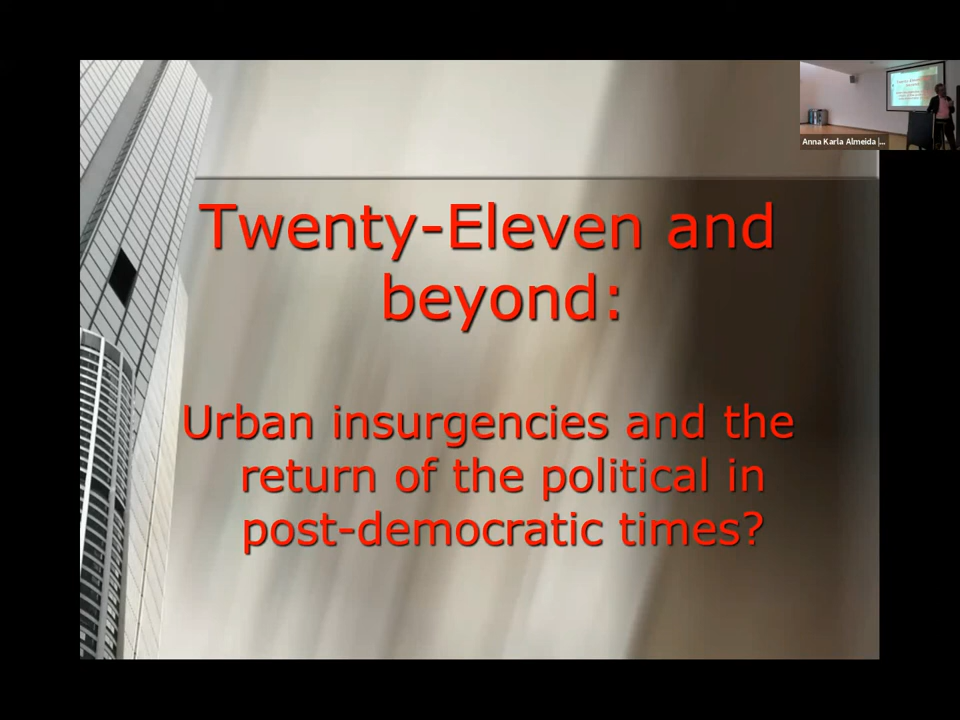 Twenty-Eleven and
beyond:
Urban insurgencies and the
return of the political in
post-democratic times?
Anna Karla Almeida |...